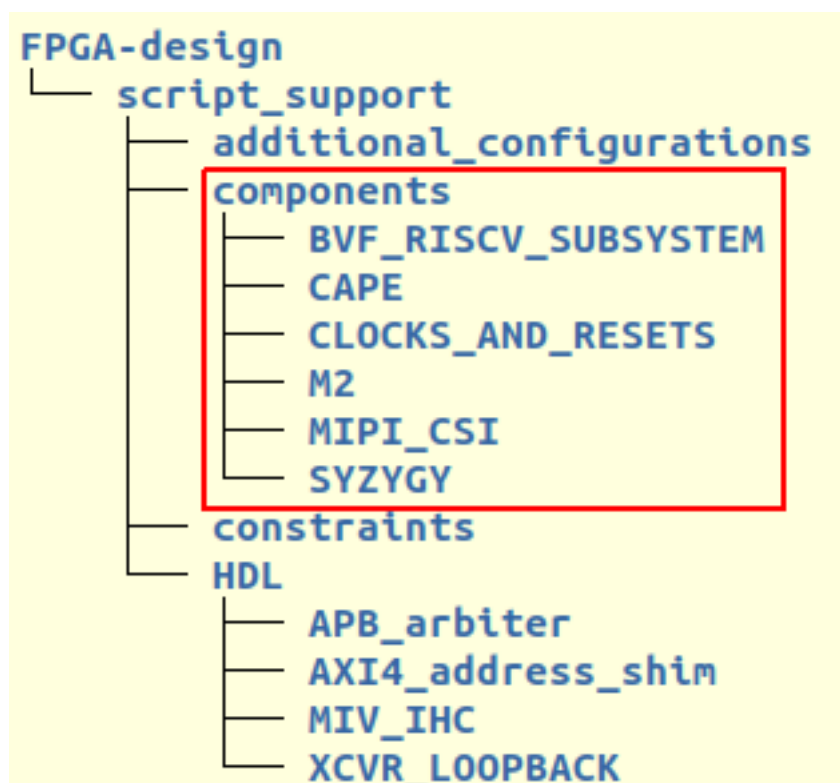 FPGA-design
script_support
additional_configurations
components
BVF_RISCV_SUBSYSTEM
CAPE
CLOCKS_AND_RESETS
M2
MIPI_CSI
SYZYGY
constraints
HDL
APB_arbiter
AXI4_address_shim
MIV_IHC
XCVR_LOOPBACK